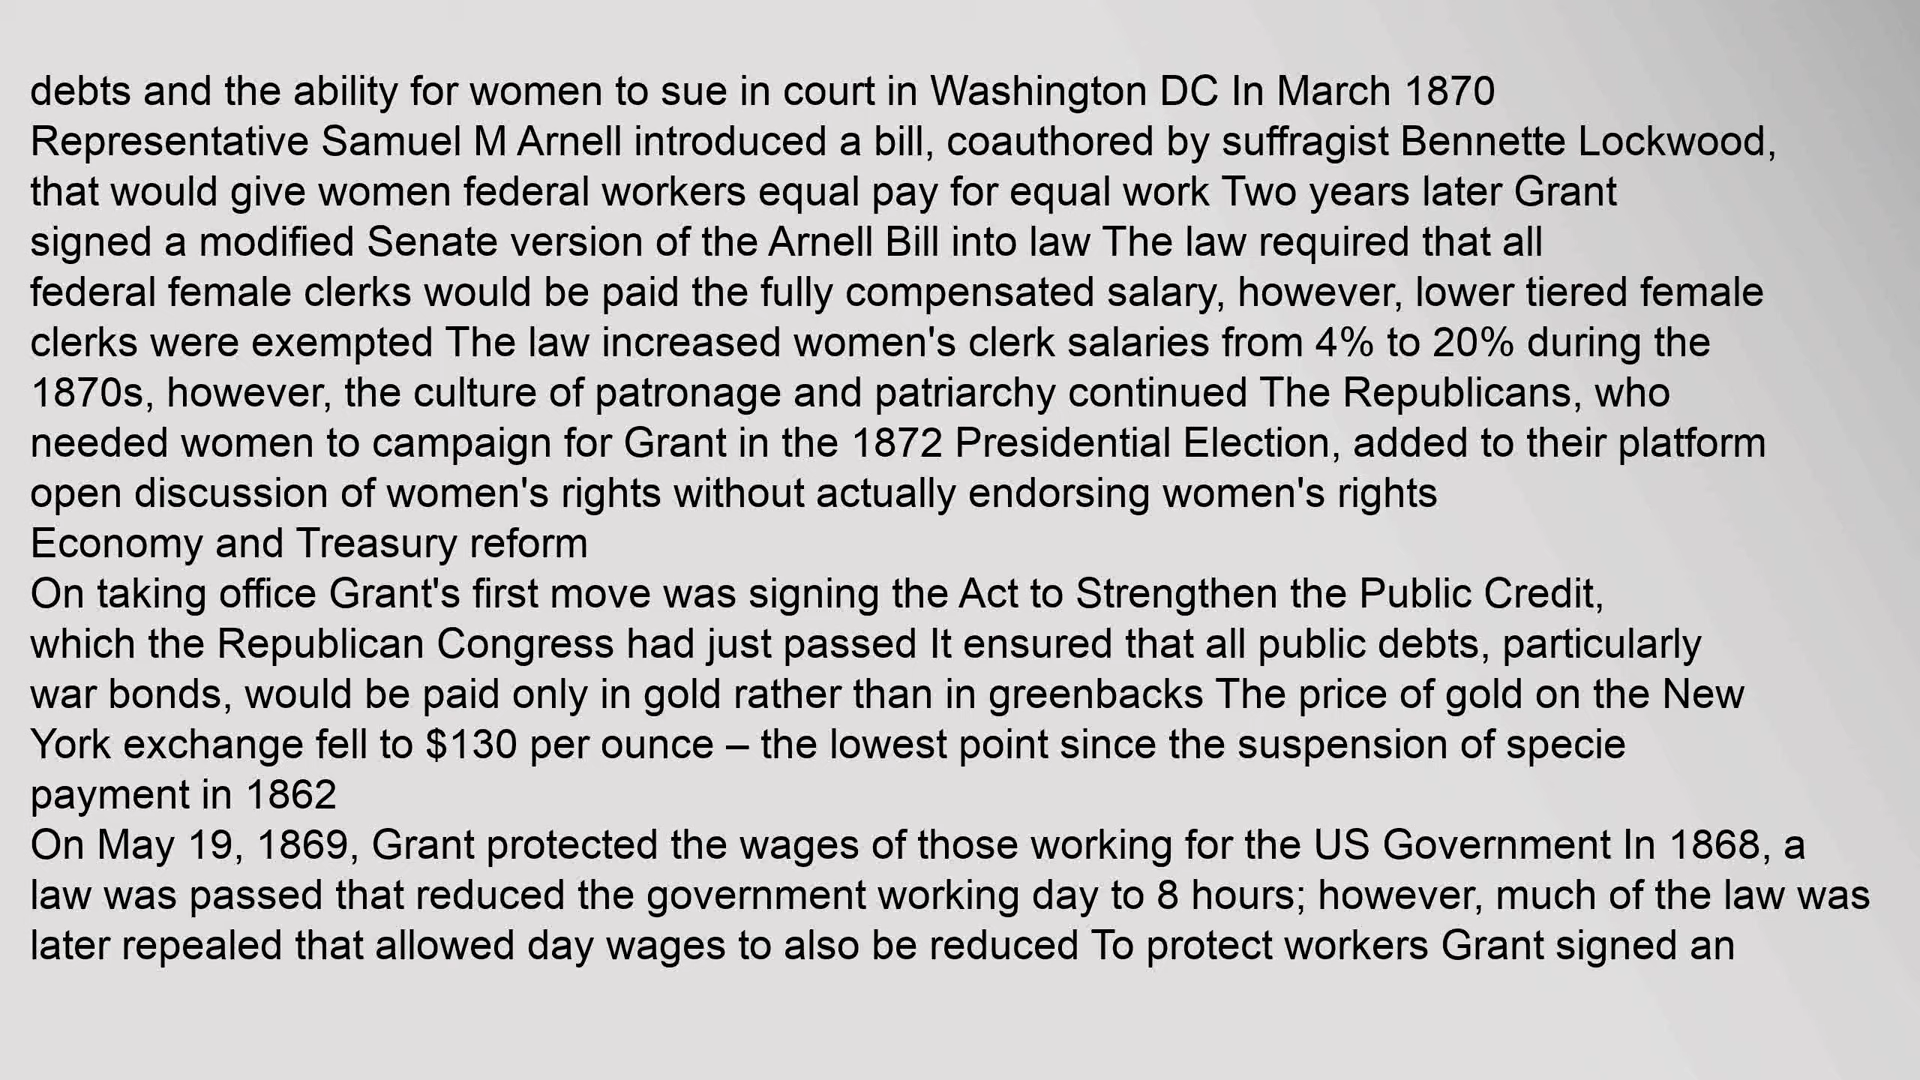 debts and the ability for women to sue in court in Washington DC In March 1870
Representative Samuel M Arnell introduced a bill, coauthored by suffragist Bennette Lockwood,
that would give women federal workers equal pay for equal work Two years later Grant
signed a modified Senate version of the Arnell Bill into law The law required that all
federal female clerks would be paid the fully compensated salary, however, lower tiered female
clerks were exempted The law increased women's clerk salaries from 4% to 20% during the
1870s, however, the culture of patronage and patriarchy continued The Republicans, who
needed women to campaign for Grant in the 1872 Presidential Election, added to their platform
open discussion of women's rights without actually endorsing women's rights
Economy and Treasury reform
On taking office Grant's first move was signing the Act to Strengthen the Public Credit,
which the Republican Congress had just passed It ensured that all public debts, particularly
war bonds, would be paid only in gold rather than in greenbacks The price of gold on the New
York exchange fell to $130 per ounce – the lowest point since the suspension of specie
payment in 1862
On May 19, 1869, Grant protected the wages of those working for the US Government In 1868, a
law was passed that reduced the government working day to 8 hours; however, much of the law was
later repealed that allowed day wages to also be reduced To protect workers Grant signed an